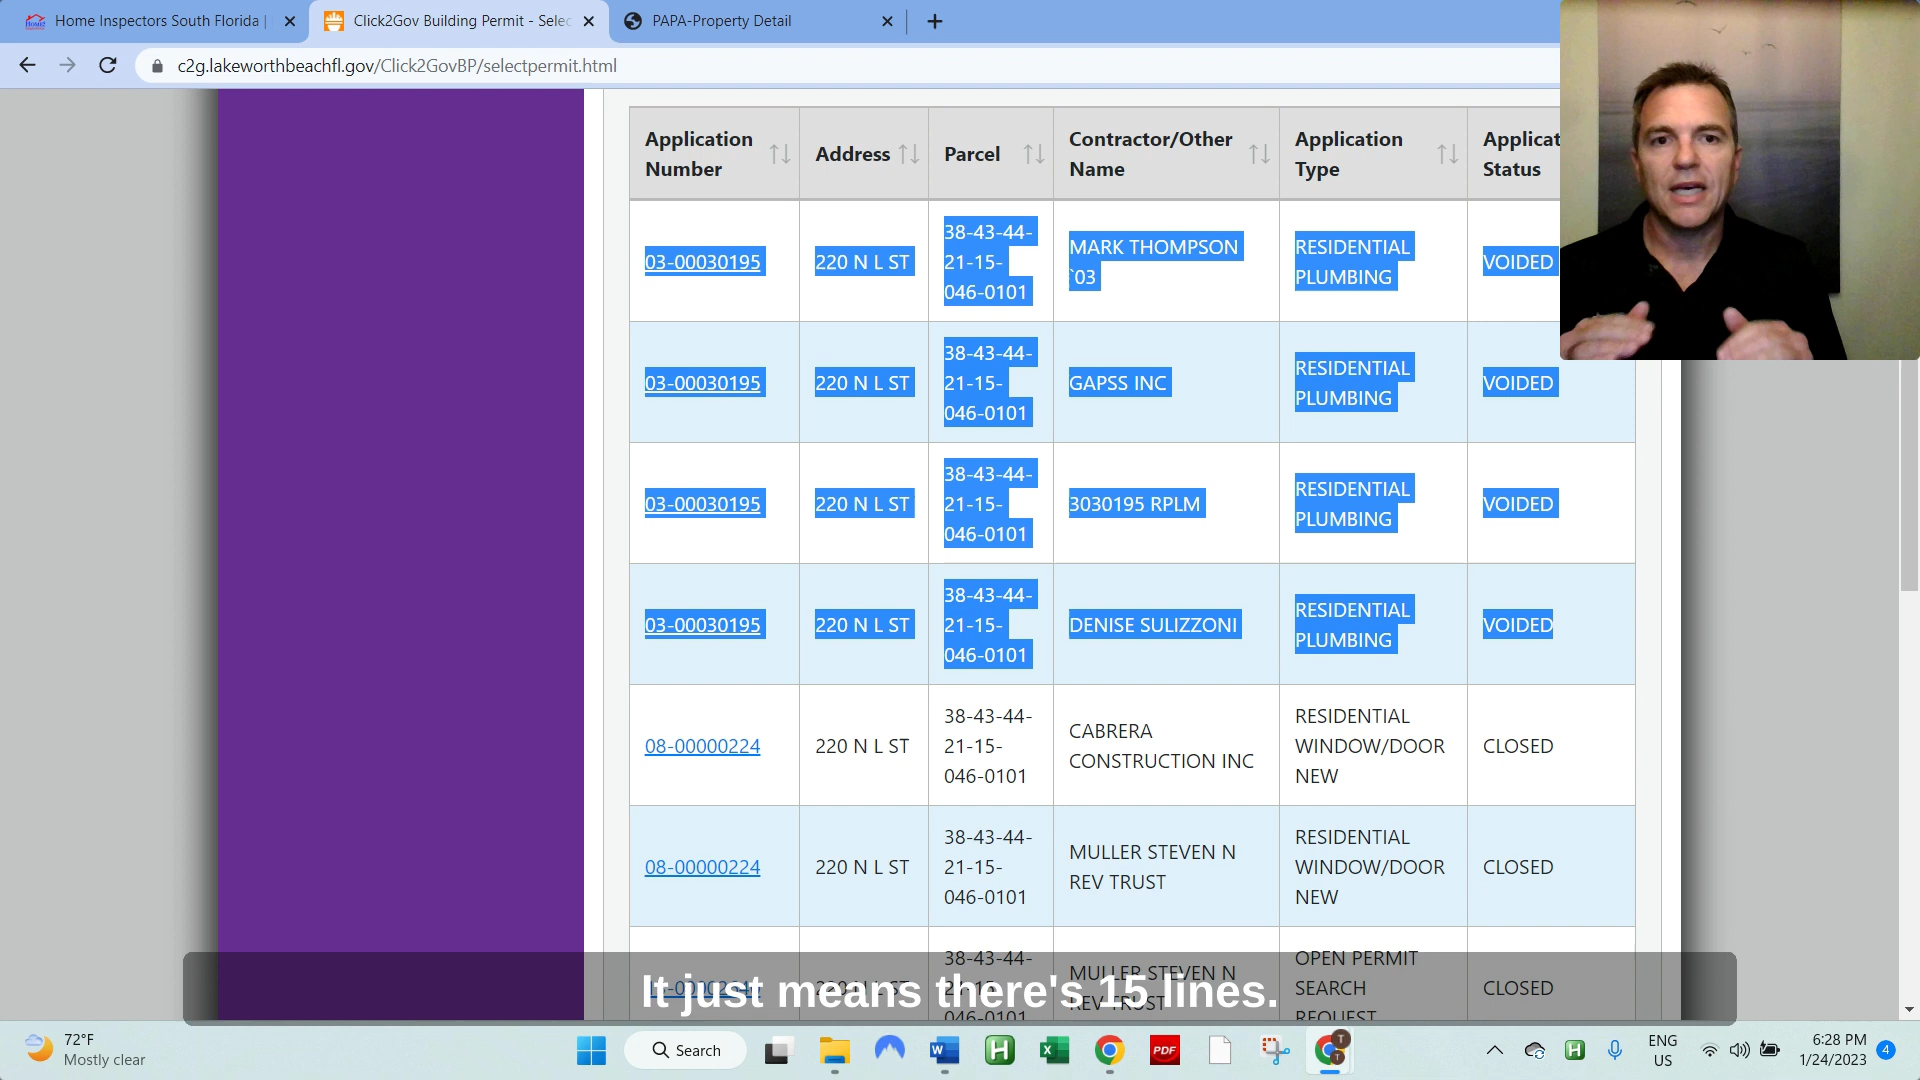 Home Inspectors South Florida |
Click2Gov Building Permit - Selec
PAPA-Property Detail
c2g.lakeworthbeachfl.gov/Click2GovBP/selectpermit.html
Application Number
Address
Parcel
Contractor/Other Name
Application Type
Applicat
Status
03-00030195
220 N L ST
38-43-44-
21-15-
046-0101
MARK THOMPSON
`03
RESIDENTIAL
PLUMBING
VOIDED
03-00030195
220 N L ST
38-43-44-
21-15-
046-0101
GAPSS INC
RESIDENTIAL
PLUMBING
VOIDED
03-00030195
220 N L ST
38-43-44-
21-15-
046-0101
3030195 RPLM
RESIDENTIAL
PLUMBING
VOIDED
03-00030195
220 N L ST
38-43-44-
21-15-
046-0101
DENISE SULIZZONI
RESIDENTIAL
PLUMBING
VOIDED
08-00000224
220 N L ST
38-43-44-
21-15-
046-0101
CABRERA
CONSTRUCTION INC
RESIDENTIAL
WINDOW/DOOR
NEW
CLOSED
08-00000224
220 N L ST
38-43-44-
21-15-
046-0101
MULLER STEVEN N
REV TRUST
RESIDENTIAL
WINDOW/DOOR
NEW
CLOSED
38-43-44-
046-0101
MULLER STEVEN N
REV TRUST
OPEN PERMIT
SEARCH
REQUEST
CLOSED
It just means there's 15 lines.
72°F
Mostly clear
Search
W
H
X
PDF
T
T
H
ENG
US
6:28 PM
1/24/2023
4